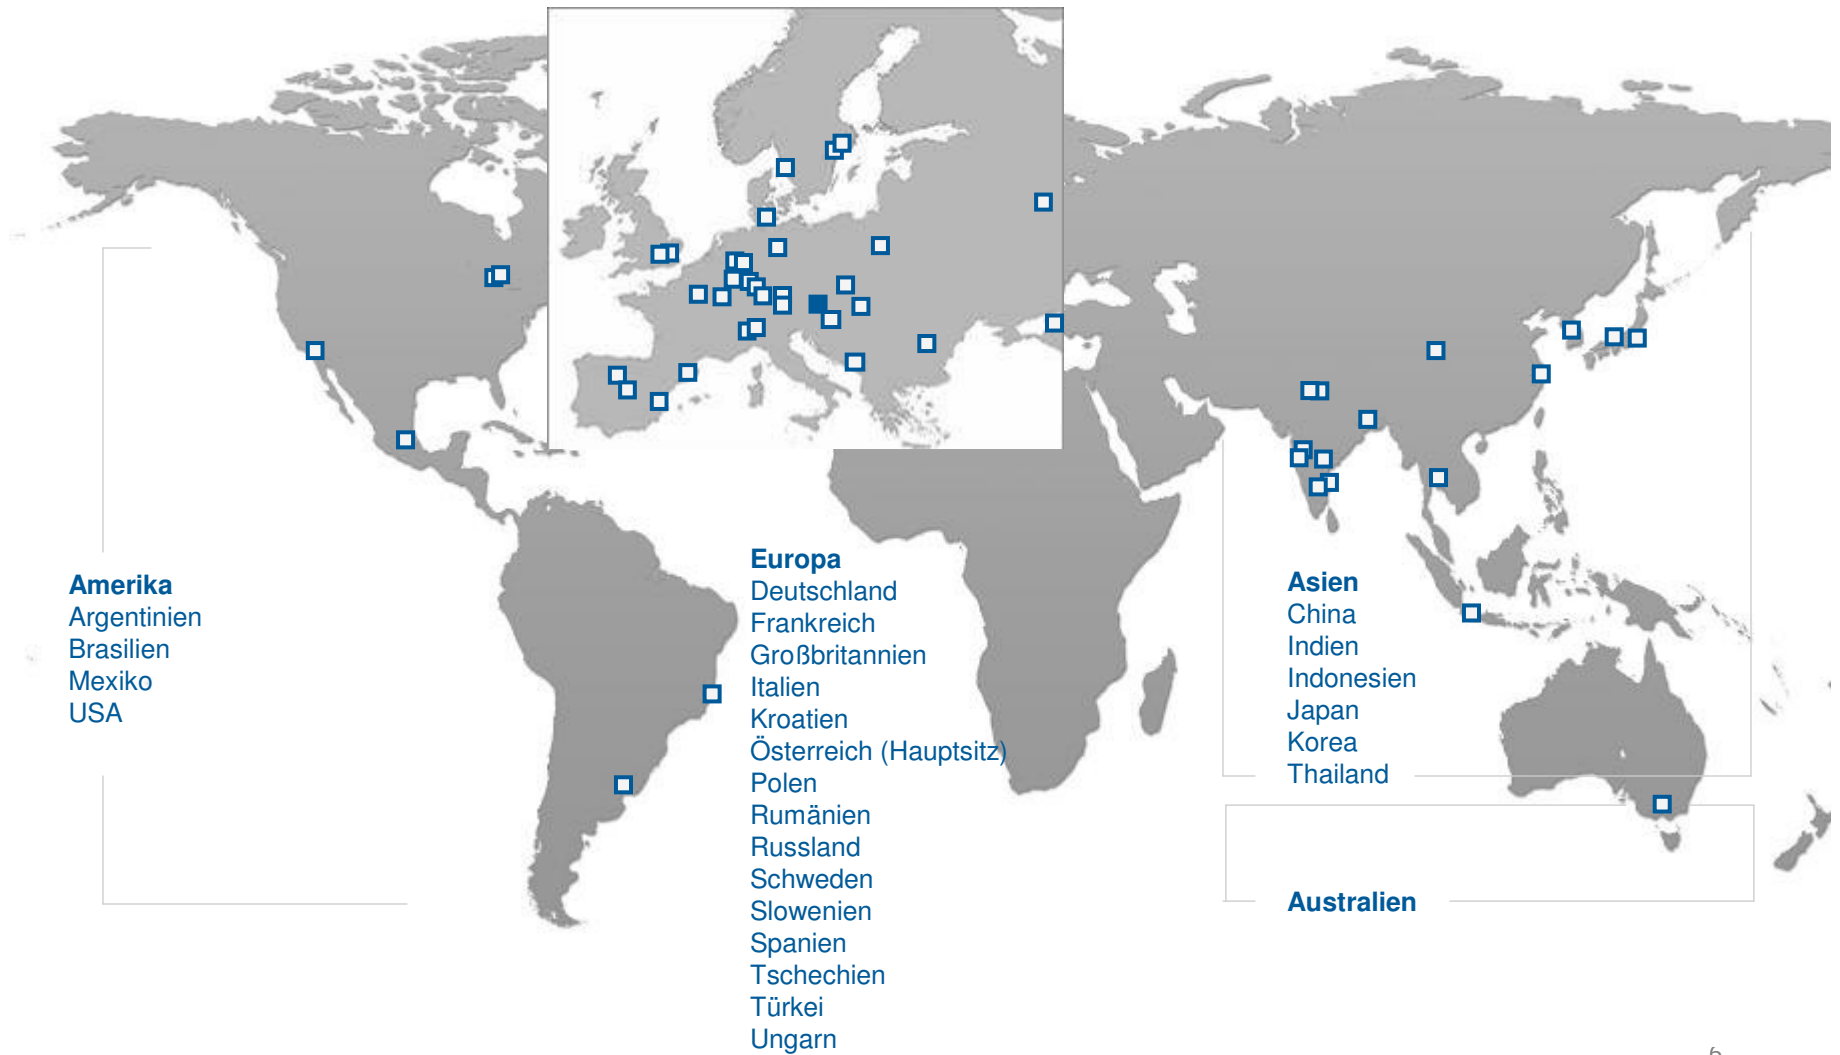 Amerika
Argentinien
Brasilien
Mexiko
USA
Europa
Deutschland
Frankreich
Großbritannien
Italien
Kroatien
Österreich (Hauptsitz)
Polen
Rumänien
Russland
Schweden
Slowenien
Spanien
Tschechien
Türkei
Ungarn
Asien
China
Indien
Indonesien
Japan
Korea
Thailand
Australien